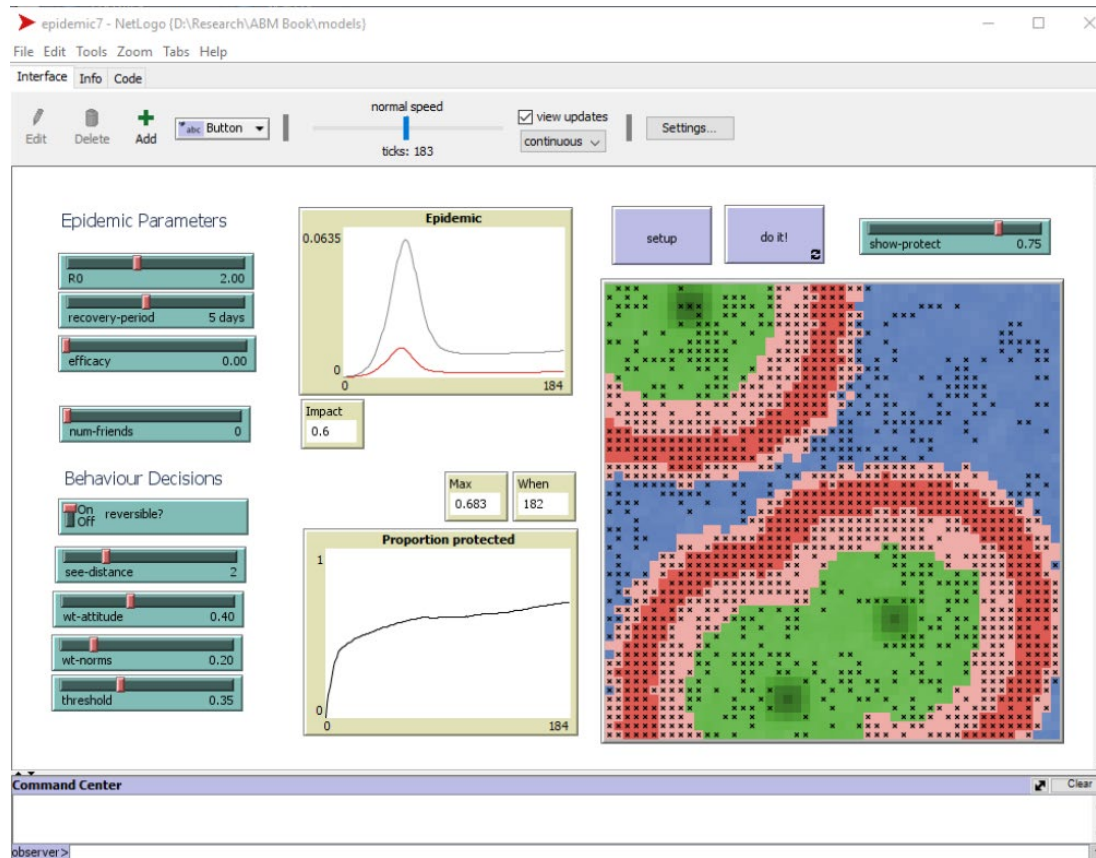 epidemic7 - NetLogo {D:\Research\ABM Book\models}
File Edit Tools Zoom Tabs Help
Interface Info Code
Edit Delete Add abc Button normal speed ticks: 183 view updates continuous Settings...
Epidemic Parameters
R0 2.00
recovery-period 5 days
efficacy 0.00
num-friends 0
Behaviour Decisions
On
Off reversible?
see-distance 2
wt-attitude 0.40
wt-norms 0.20
threshold 0.35
Epidemic
0.0635
0
0 184
Impact
0.6
Max
0.683
When
182
Proportion protected
1
0
0 184
setup
do it!
show-protect 0.75
Command Center
Clear
observer>